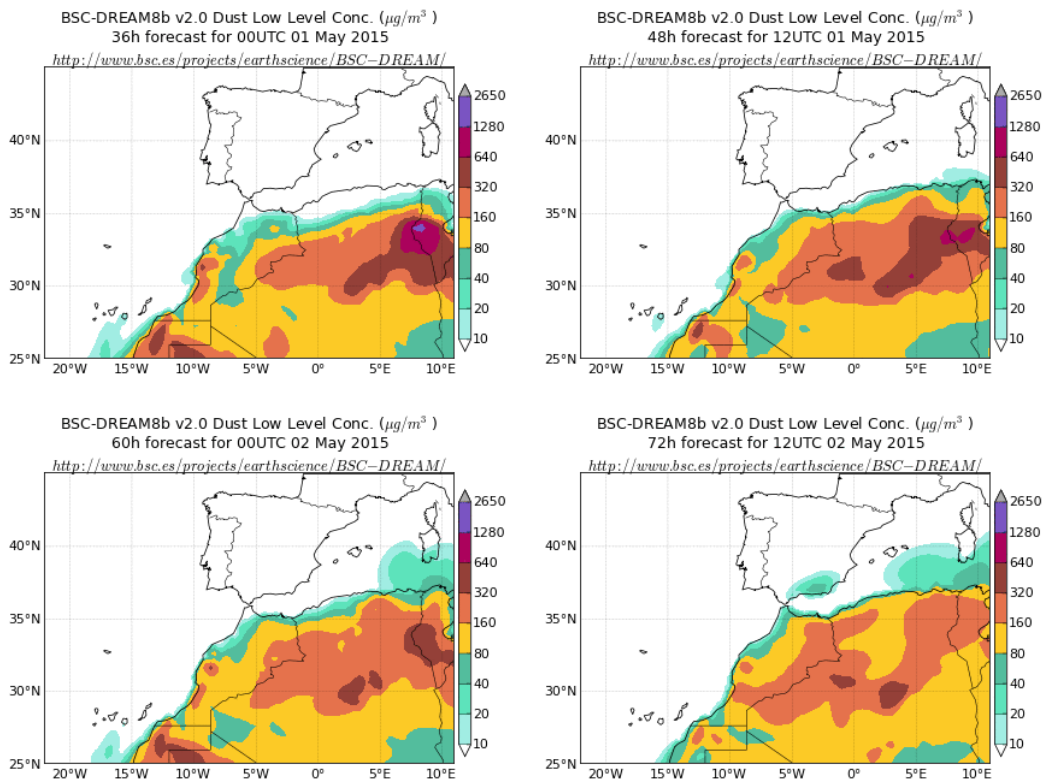 BSC-DREAM8b v2.0 Dust Low Level Conc. (μg/m³ )
36h forecast for 00UTC 01 May 2015
http://www.bsc.es/projects/earthscience/BSC−DREAM/
40°N
35°N
30°N
25°N
20°W 15°W 10°W 5°W 0° 5°E 10°E
2650
1280
640
320
160
80
40
20
10
BSC-DREAM8b v2.0 Dust Low Level Conc. (μg/m³ )
48h forecast for 12UTC 01 May 2015
http://www.bsc.es/projects/earthscience/BSC−DREAM/
40°N
35°N
30°N
25°N
20°W 15°W 10°W 5°W 0° 5°E 10°E
2650
1280
640
320
160
80
40
20
10
BSC-DREAM8b v2.0 Dust Low Level Conc. (μg/m³ )
60h forecast for 00UTC 02 May 2015
http://www.bsc.es/projects/earthscience/BSC−DREAM/
40°N
35°N
30°N
25°N
20°W 15°W 10°W 5°W 0° 5°E 10°E
2650
1280
640
320
160
80
40
20
10
BSC-DREAM8b v2.0 Dust Low Level Conc. (μg/m³ )
72h forecast for 12UTC 02 May 2015
http://www.bsc.es/projects/earthscience/BSC−DREAM/
40°N
35°N
30°N
25°N
20°W 15°W 10°W 5°W 0° 5°E 10°E
2650
1280
640
320
160
80
40
20
10